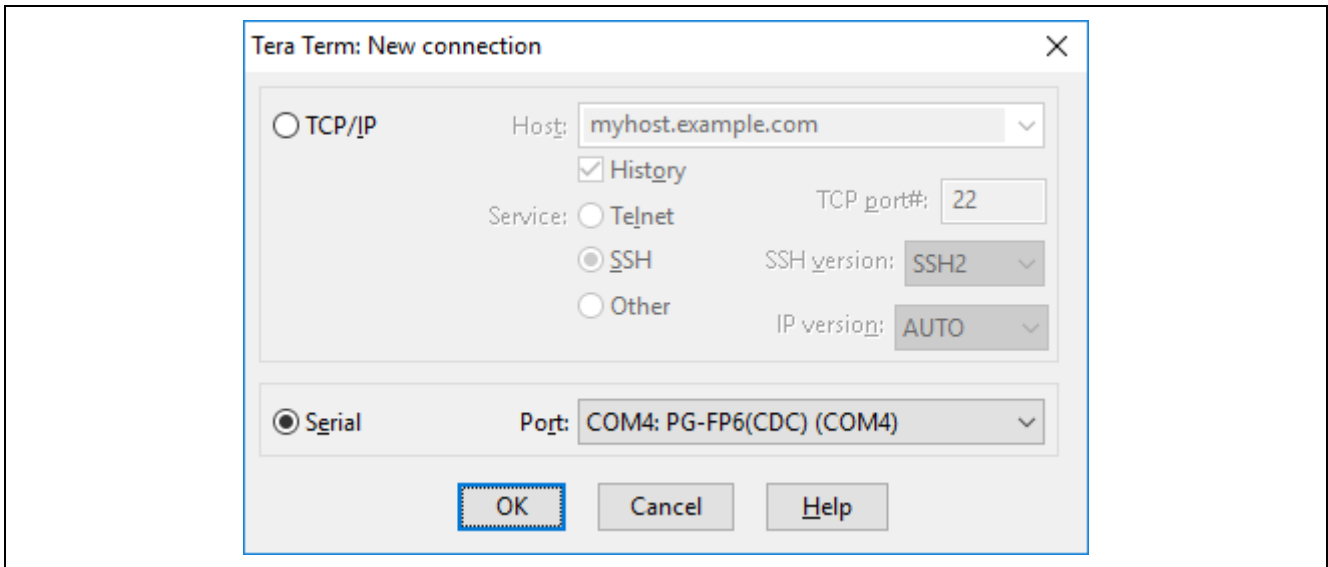 Tera Term: New connection
TCP/IP
Host: myhost.example.com
History
Service: Telnet
TCP port#: 22
SSH
SSH version: SSH2
Other
IP version: AUTO
Serial
Port: COM4: PG-FP6(CDC) (COM4)
OK Cancel Help